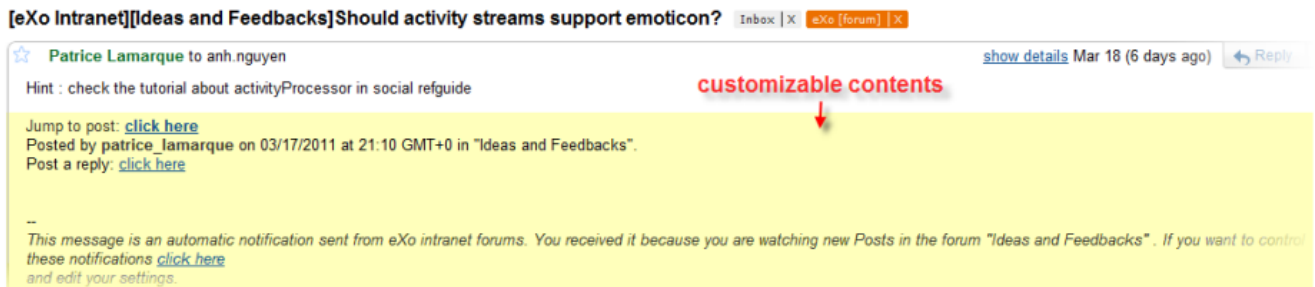 [eXo Intranet][Ideas and Feedbacks]Should activity streams support emoticon? Inbox | X eXo [forum] | X
Patrice Lamarque to anh.nguyen show details Mar 18 (6 days ago) Reply
Hint : check the tutorial about activityProcessor in social refguide
customizable contents
Jump to post: click here
Posted by patrice_lamarque on 03/17/2011 at 21:10 GMT+0 in "Ideas and Feedbacks".
Post a reply: click here
--
This message is an automatic notification sent from eXo intranet forums. You received it because you are watching new Posts in the forum "Ideas and Feedbacks" . If you want to control
these notifications click here
and edit your settings.